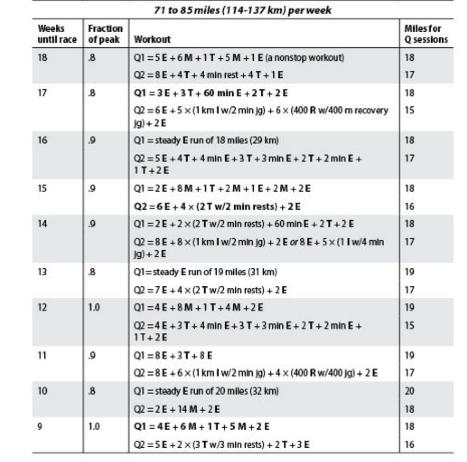 71 to 85 miles (114-137 km) per week
Weeks until race Fraction of peak Workout Miles for Q sessions
18 .8 Q1 = 5 E + 6 M + 1 T + 5 M + 1 E (a nonstop workout) 18
Q2 = 8 E + 4 T + 4 min rest + 4 T + 1 E 17
17 .8 Q1 = 3 E + 3 T + 60 min E + 2 T + 2 E 18
Q2 = 6 E + 5 × (1 km I w/2 min jg) + 6 × (400 R w/400 m recovery 15
jg) + 2 E
16 .9 Q1 = steady E run of 18 miles (29 km) 18
Q2 = 5 E + 4 T + 4 min E + 3 T + 3 min E + 2 T + 2 min E + 17
1 T + 2 E
15 .9 Q1 = 2 E + 8 M + 1 T + 2 M + 1 E + 2 M + 2 E 18
Q2 = 6 E + 4 × (2 T w/2 min rests) + 2 E 16
14 .9 Q1 = 2 E + 2 × (2 T w/2 min rests) + 60 min E + 2 T + 2 E 18
Q2 = 8 E + 8 × (1 km I w/2 min jg) + 2 E or 8 E + 5 × (1 I w/4 min 17
jg) + 2 E
13 .8 Q1= steady E run of 19 miles (31 km) 19
Q2 = 7 E + 4 × (2 T w/2 min rests) + 2 E 17
12 1.0 Q1 = 4 E + 8 M + 1 T + 4 M + 2 E 19
Q2 = 4 E + 3 T + 4 min E + 3 T + 3 min E + 2 T + 2 min E + 15
1 T + 2 E
11 .9 Q1 = 8 E + 3 T + 8 E 19
Q2 = 8 E + 6 × (1 km I w/2 min jg) + 4 × (400 R w/400 jg) + 2 E 17
10 .8 Q1 = steady E run of 20 miles (32 km) 20
Q2 = 2 E + 14 M + 2 E 18
9 1.0 Q1 = 4 E + 6 M + 1 T + 5 M + 2 E 18
Q2 = 5 E + 2 × (3 T w/3 min rests) + 2 T + 3 E 16